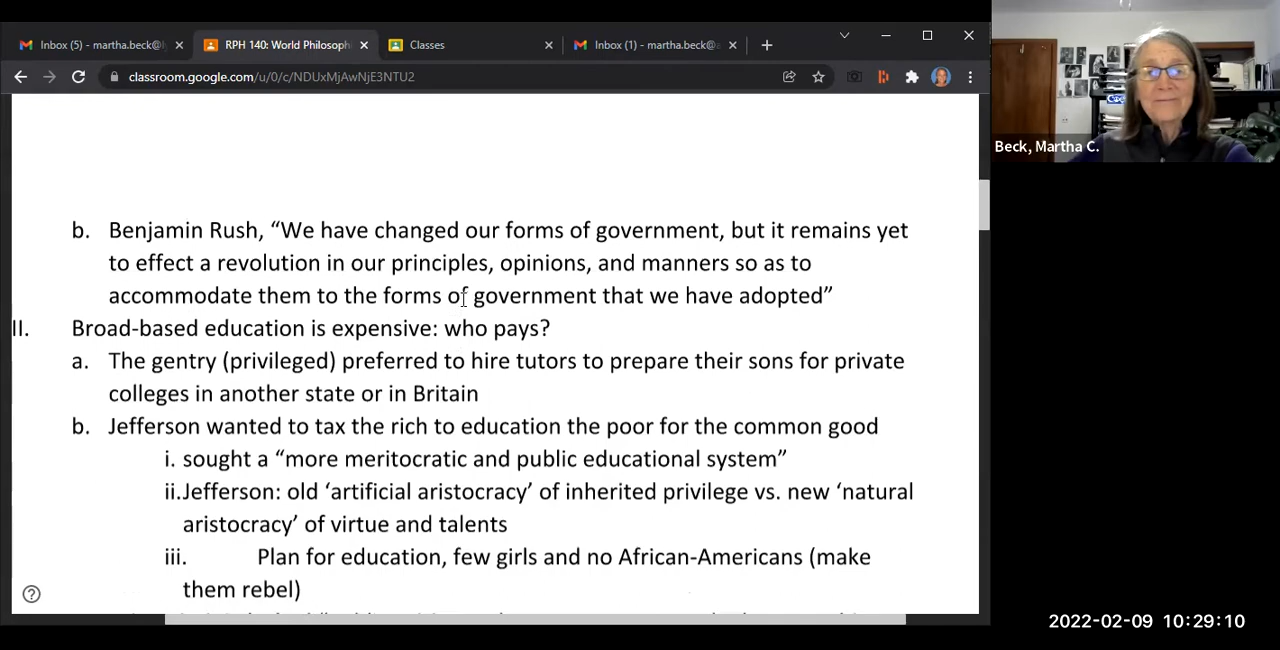 Inbox (5) - martha.beck@
RPH 140: World Philosoph
Classes
Inbox (1) - martha.beck@
classroom.google.com/u/0/c/NDUxMjAwNjE3NTU2
Beck, Martha C.
b. Benjamin Rush, “We have changed our forms of government, but it remains yet
to effect a revolution in our principles, opinions, and manners so as to
accommodate them to the forms of government that we have adopted”
II. Broad-based education is expensive: who pays?
a. The gentry (privileged) preferred to hire tutors to prepare their sons for private
colleges in another state or in Britain
b. Jefferson wanted to tax the rich to education the poor for the common good
i. sought a “more meritocratic and public educational system”
ii. Jefferson: old ‘artificial aristocracy’ of inherited privilege vs. new ‘natural
aristocracy’ of virtue and talents
iii. Plan for education, few girls and no African-Americans (make
them rebel)
2022-02-09 10:29:10